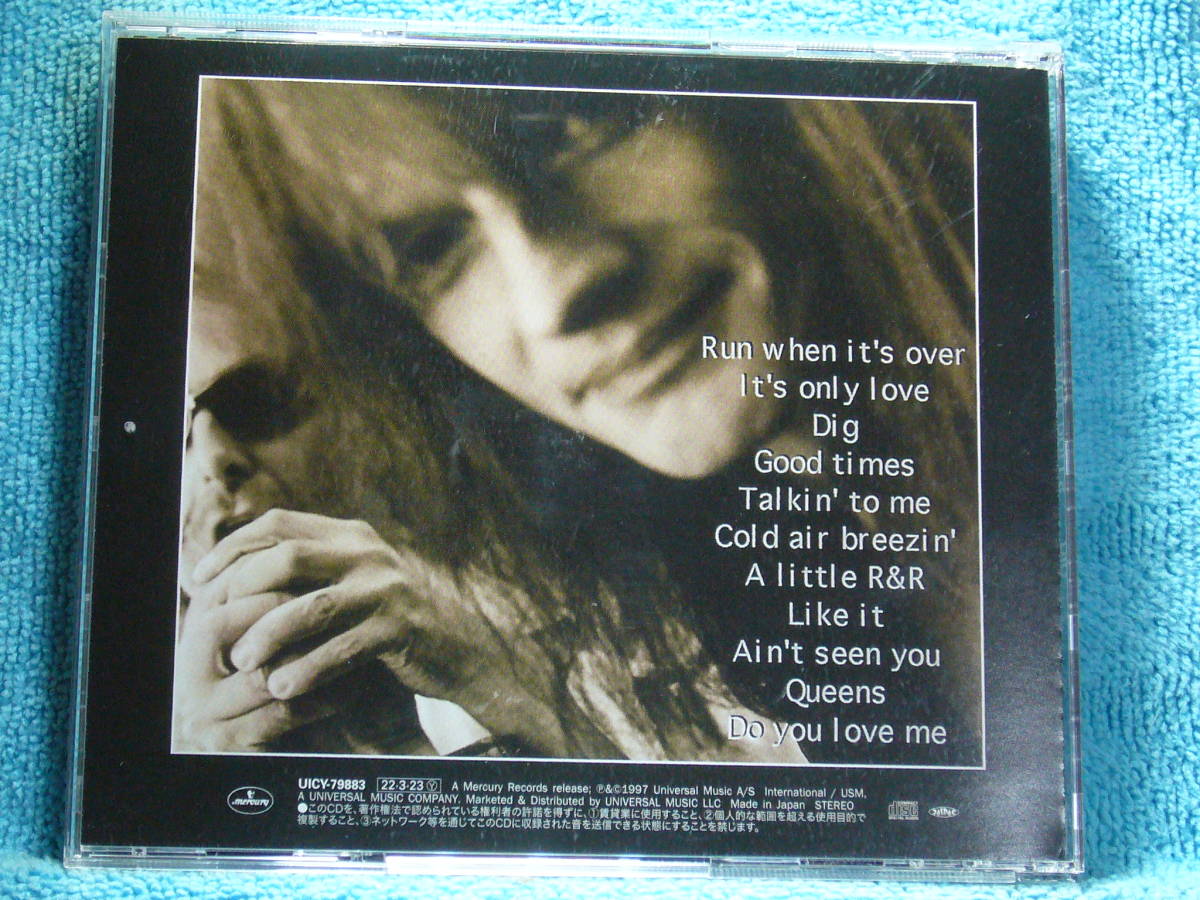 Run when it's over
It's only love
Dig
Good times
Talkin' to me
Cold air breezin'
A little R&R
Like it
Ain't seen you
Queens
Do you love me
mercury
UICY-79883 22·3·23 Ⓨ A Mercury Records release; ℗&©1997 Universal Music A/S International / USM,
A UNIVERSAL MUSIC COMPANY. Marketed & Distributed by UNIVERSAL MUSIC LLC Made in Japan STEREO
●このCDを、著作権法で認められている権利者の許諾を得ずに、①賃貸業に使用すること、②個人的な範囲を超える使用目的で
複製すること、③ネットワーク等を通じてこのCDに収録された音を送信できる状態にすることを禁じます。